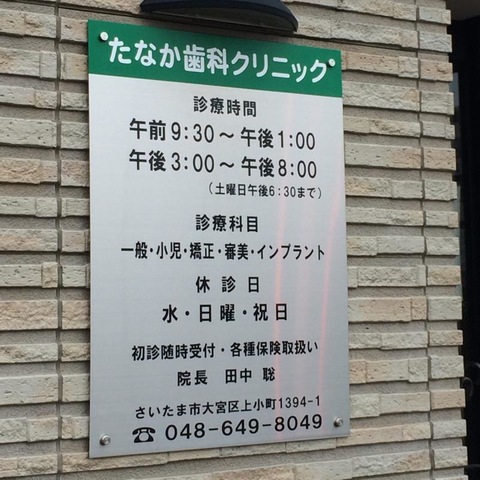 たなか歯科クリニック
診療時間
午前9:30～午後1:00
午後3:00～午後8:00
(土曜日午後6:30まで)
診療科目
一般・小児・矯正・審美・インプラント
休診日
水・日曜・祝日
初診随時受付・各種保険取扱い
院長 田中 聡
さいたま市大宮区上小町1394-1
☎ 048-649-8049